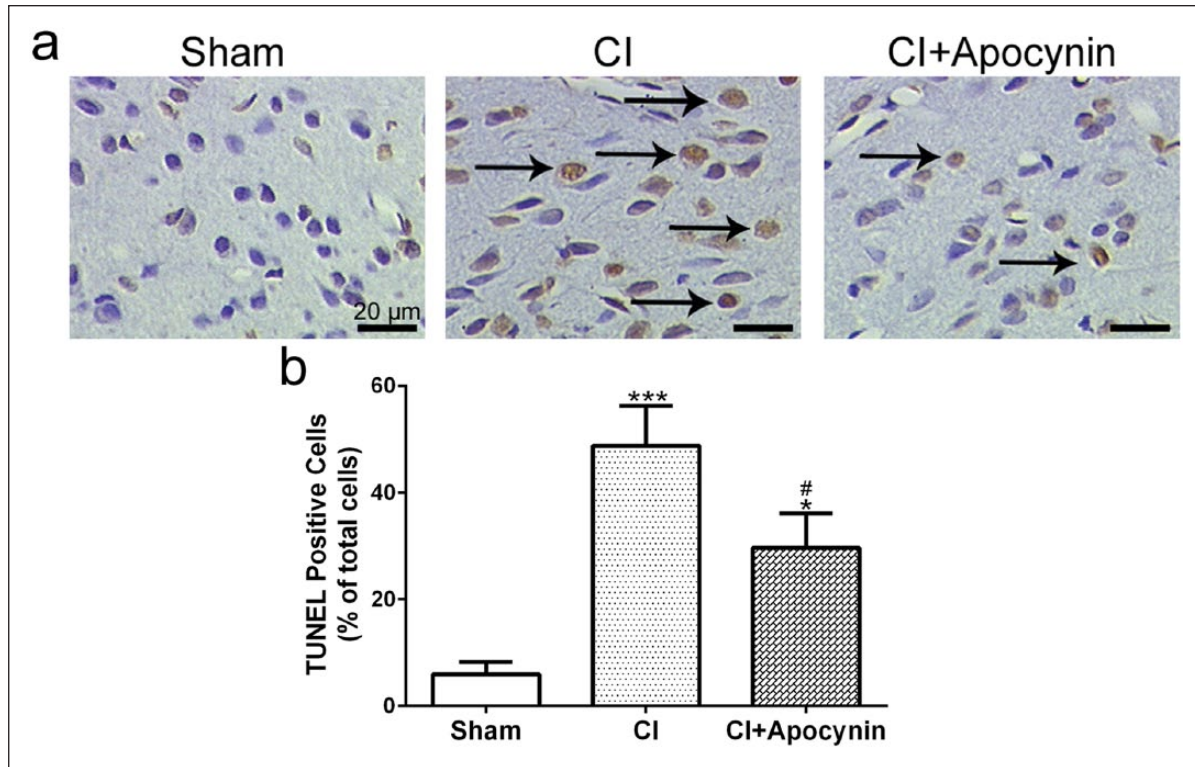 a
Sham
CI
CI+Apocynin
20 µm
b
TUNEL Positive Cells
(% of total cells)
60
40
20
0
***
#
*
Sham
CI
CI+Apocynin